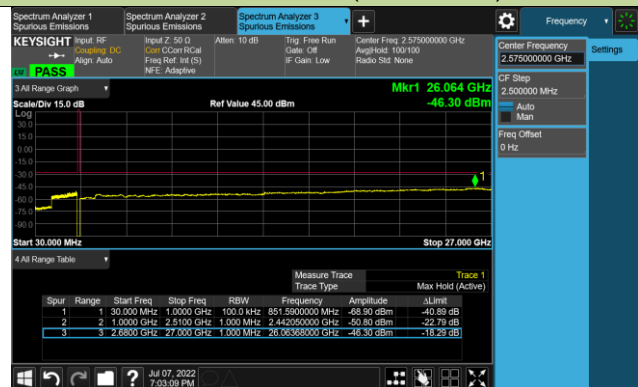 Spectrum Analyzer 1
Spurious Emissions
Spectrum Analyzer 2
Spurious Emissions
Spectrum Analyzer 3
Spurious Emissions
Frequency
KEYSIGHT
Input: RF
Coupling: DC
Align: Auto
Input Z: 50 Ω
Corr CCorr RCal
Freq Ref: Int (S)
NFE: Adaptive
Atten: 10 dB
Trig: Free Run
Gate: Off
IF Gain: Low
Center Freq: 2.575000000 GHz
Avg|Hold: 100/100
Radio Std: None
PASS
Center Frequency
2.575000000 GHz
Settings
CF Step
2.500000 MHz
Auto
Man
Freq Offset
0 Hz
3 All Range Graph
Mkr1 26.064 GHz
Scale/Div 15.0 dB
Ref Value 45.00 dBm
-46.30 dBm
Log
30.0
15.0
0.00
-15.0
-30.0
-45.0
-60.0
-75.0
-90.0
1
Start 30.000 MHz
Stop 27.000 GHz
4 All Range Table
Measure Trace Trace 1
Trace Type Max Hold (Active)
Spur Range Start Freq Stop Freq RBW Frequency Amplitude ΔLimit
1 1 30.000 MHz 1.0000 GHz 100.0 kHz 851.5900000 MHz -68.90 dBm -40.89 dB
2 2 1.0000 GHz 2.5100 GHz 1.000 MHz 2.442050000 GHz -50.80 dBm -22.79 dB
3 3 2.6800 GHz 27.000 GHz 1.000 MHz 26.06368000 GHz -46.30 dBm -18.29 dB
?
Jul 07, 2022
7:03:09 PM